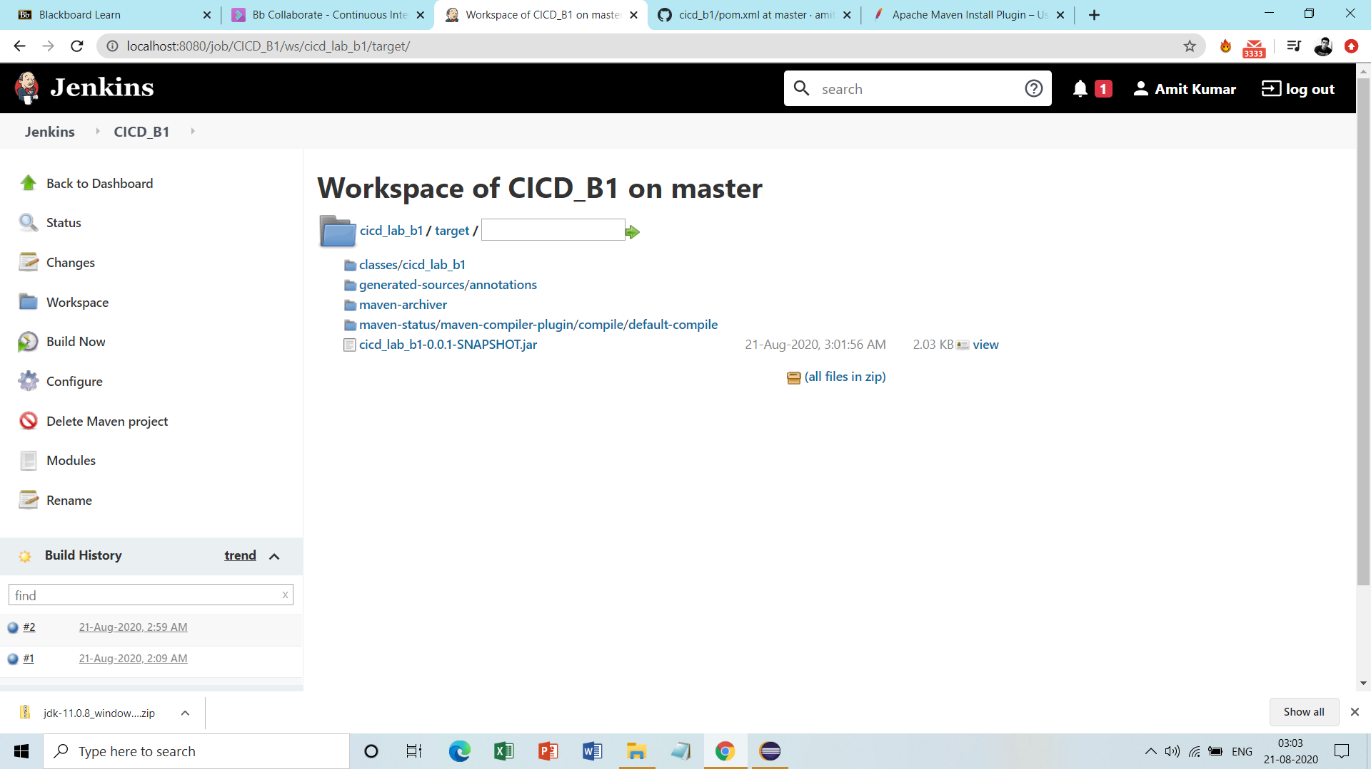 Blackboard Learn
Bb Collaborate - Continuous Inte
Workspace of CICD_B1 on maste
cicd_b1/pom.xml at master · amit
Apache Maven Install Plugin – Us
localhost:8080/job/CICD_B1/ws/cicd_lab_b1/target/
3333
Jenkins
search
1
Amit Kumar
log out
Jenkins
CICD_B1
Back to Dashboard
Status
Changes
Workspace
Build Now
Configure
Delete Maven project
Modules
Rename
Build History
trend
find
x
#2 21-Aug-2020, 2:59 AM
#1 21-Aug-2020, 2:09 AM
Workspace of CICD_B1 on master
cicd_lab_b1 / target /
classes/cicd_lab_b1
generated-sources/annotations
maven-archiver
maven-status/maven-compiler-plugin/compile/default-compile
cicd_lab_b1-0.0.1-SNAPSHOT.jar 21-Aug-2020, 3:01:56 AM 2.03 KB view
(all files in zip)
jdk-11.0.8_window....zip
Show all
Type here to search
ENG
03:03
21-08-2020